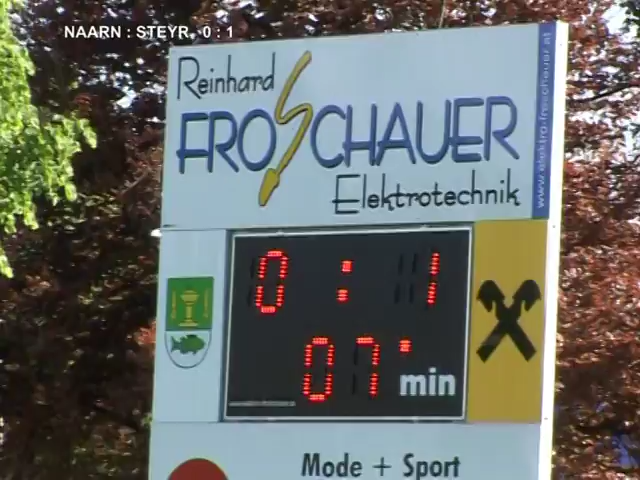 NAARN : STEYR 0 : 1
Reinhard
FROSCHAUER
Elektrotechnik
www.elektro-froschauer.at
0 : 1
07' min
Mode + Sport